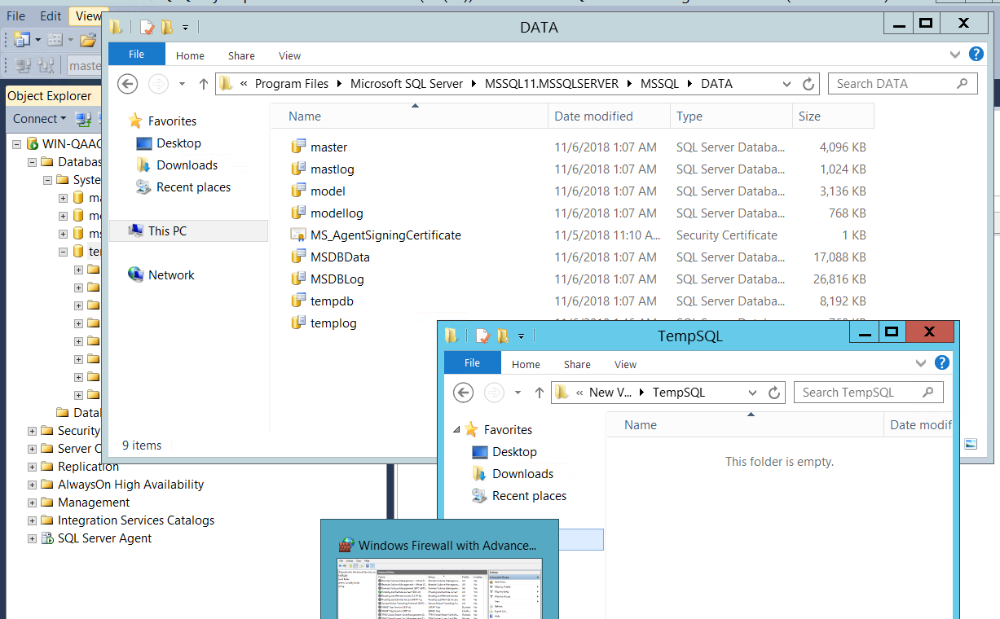 File Edit View
DATA
File Home Share View
« Program Files Microsoft SQL Server MSSQL11.MSSQLSERVER MSSQL DATA
Search DATA
master
Object Explorer
Connect
WIN-QAAC
Databas
Syste
ma
mo
ms
ter
Datal
Security
Server O
Replication
AlwaysOn High Availability
Management
Integration Services Catalogs
SQL Server Agent
Favorites
Desktop
Downloads
Recent places
This PC
Network
Name Date modified Type Size
master 11/6/2018 1:07 AM SQL Server Databa... 4,096 KB
mastlog 11/6/2018 1:07 AM SQL Server Databa... 1,024 KB
model 11/6/2018 1:07 AM SQL Server Databa... 3,136 KB
modellog 11/6/2018 1:07 AM SQL Server Databa... 768 KB
MS_AgentSigningCertificate 11/5/2018 11:10 A... Security Certificate 1 KB
MSDBData 11/6/2018 1:07 AM SQL Server Databa... 17,088 KB
MSDBLog 11/6/2018 1:07 AM SQL Server Databa... 26,816 KB
tempdb 11/6/2018 1:07 AM SQL Server Databa... 8,192 KB
templog
9 items
TempSQL
File Home Share View
« New V... TempSQL
Search TempSQL
Favorites
Desktop
Downloads
Recent places
Name Date modif
This folder is empty.
Windows Firewall with Advance...